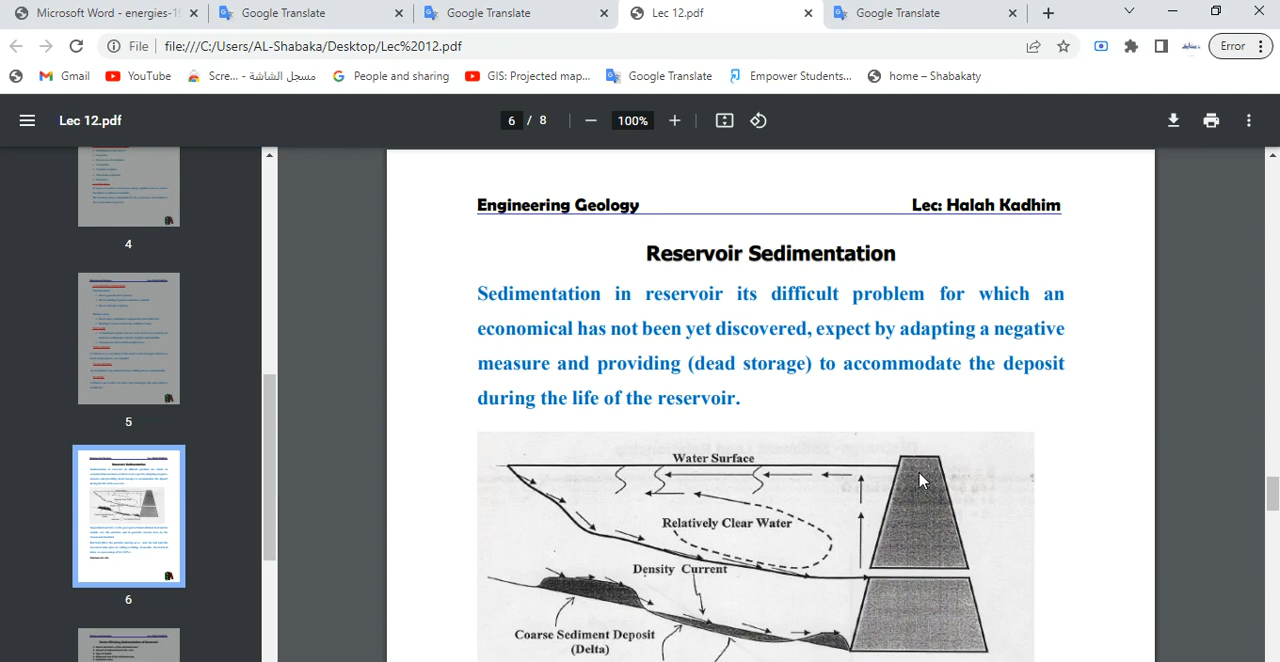 Microsoft Word - energies-1
Google Translate
Google Translate
Lec 12.pdf
Google Translate
File
file:///C:/Users/AL-Shabaka/Desktop/Lec%2012.pdf
Error
Gmail
YouTube
Scre... - مسجل الشاشة
People and sharing
GIS: Projected map...
Google Translate
Empower Students...
home – Shabakaty
Lec 12.pdf
6 / 8
100%
4
5
6
Engineering Geology
Lec: Halah Kadhim
Reservoir Sedimentation
Sedimentation in reservoir its difficult problem for which an
economical has not been yet discovered, expect by adapting a negative
measure and providing (dead storage) to accommodate the deposit
during the life of the reservoir.
Water Surface
Relatively Clear Water
Density Current
Coarse Sediment Deposit
(Delta)